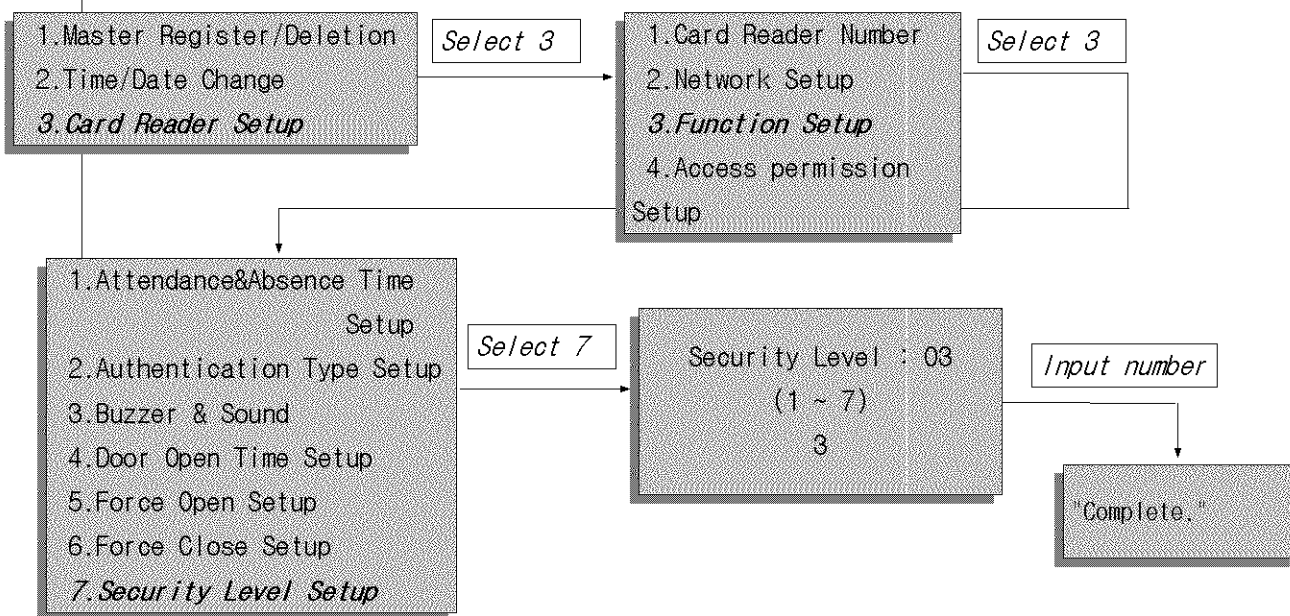 1.Master Register/Deletion
2.Time/Date Change
3.Card Reader Setup
Select 3
1.Card Reader Number
2.Network Setup
3.Function Setup
4.Access permission
Setup
Select 3
1.Attendance&Absence Time
Setup
2.Authentication Type Setup
3.Buzzer & Sound
4.Door Open Time Setup
5.Force Open Setup
6.Force Close Setup
7.Security Level Setup
Select 7
Security Level : 03
(1 ~ 7)
3
Input number
"Complete."